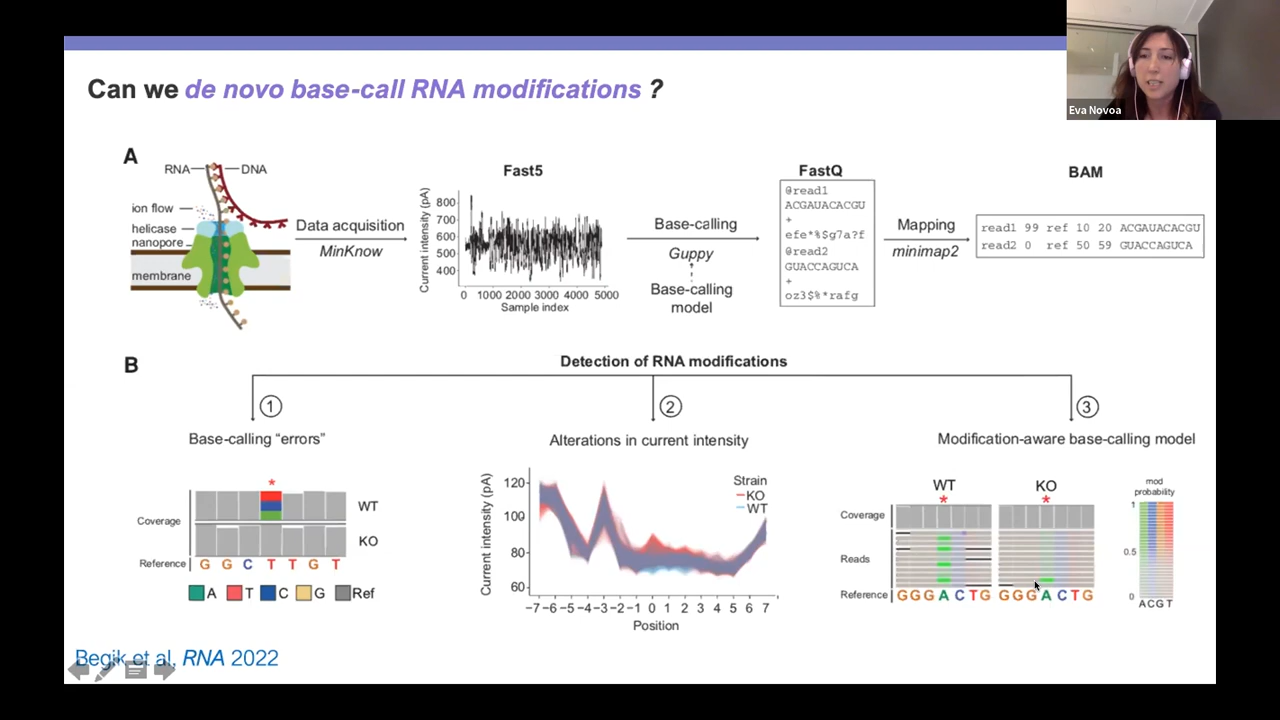 Can we de novo base-call RNA modifications ?
Eva Novoa
A
RNA
DNA
ion flow
helicase
nanopore
membrane
Data acquisition
MinKnow
Fast5
Current intensity (pA)
800
700
600
500
400
0 1000 2000 3000 4000 5000
Sample index
Base-calling
Guppy
Base-calling
model
FastQ
@read1
ACGAUACACGU
+
efe*%$g7a?f
@read2
GUACCAGUCA
+
oz3$%*rafg
Mapping
minimap2
BAM
read1 99 ref 10 20 ACGAUACACGU
read2 0 ref 50 59 GUACCAGUCA
B
Detection of RNA modifications
1
2
3
Base-calling “errors”
*
Coverage
WT
KO
Reference
G G C T T G T
A T C G Ref
Alterations in current intensity
Current intensity (pA)
120
100
80
60
Strain
KO
WT
−7 −6 −5 −4 −3 −2 −1 0 1 2 3 4 5 6 7
Position
Modification-aware base-calling model
WT
*
KO
*
Coverage
Reads
Reference
G G G A C T G G G G A C T G
mod
probability
1
0.5
0
A C G T
Begik et al, RNA 2022